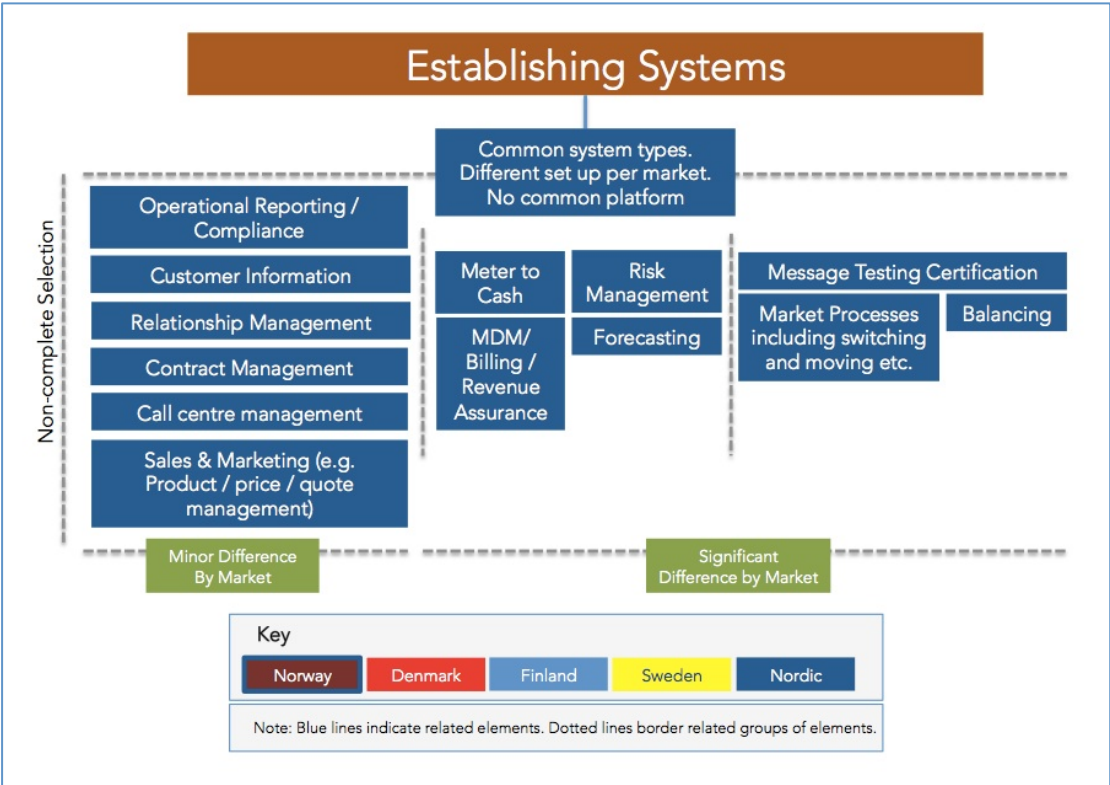 Establishing Systems
Common system types.
Different set up per market.
No common platform
Non-complete Selection
Operational Reporting /
Compliance
Customer Information
Relationship Management
Contract Management
Call centre management
Sales & Marketing (e.g.
Product / price / quote
management)
Meter to
Cash
Risk
Management
MDM/
Billing /
Revenue
Assurance
Forecasting
Message Testing Certification
Market Processes
including switching
and moving etc.
Balancing
Minor Difference
By Market
Significant
Difference by Market
Key
Norway
Denmark
Finland
Sweden
Nordic
Note: Blue lines indicate related elements. Dotted lines border related groups of elements.